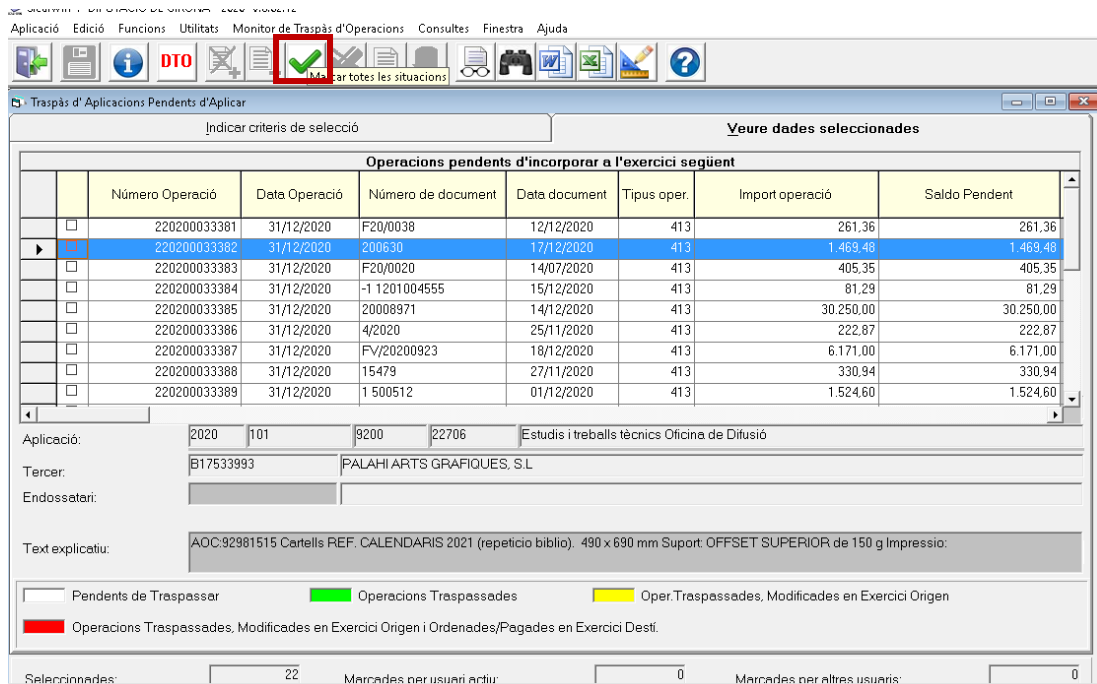 Sicalwin : DIPUTACIÓ DE GIRONA - 2020
Aplicació Edició Funcions Utilitats Monitor de Traspàs d'Operacions Consultes Finestra Ajuda
DTO
Marcar totes les situacions
Traspàs d' Aplicacions Pendents d'Aplicar
Indicar criteris de selecció Veure dades seleccionades
Operacions pendents d'incorporar a l'exercici següent
Número Operació Data Operació Número de document Data document Tipus oper. Import operació Saldo Pendent
220200033381 31/12/2020 F20/0038 12/12/2020 413 261,36 261,36
220200033382 31/12/2020 200630 17/12/2020 413 1.469,48 1.469,48
220200033383 31/12/2020 F20/0020 14/07/2020 413 405,35 405,35
220200033384 31/12/2020 -1 1201004555 15/12/2020 413 81,29 81,29
220200033385 31/12/2020 20008971 14/12/2020 413 30.250,00 30.250,00
220200033386 31/12/2020 4/2020 25/11/2020 413 222,87 222,87
220200033387 31/12/2020 FV/20200923 18/12/2020 413 6.171,00 6.171,00
220200033388 31/12/2020 15479 27/11/2020 413 330,94 330,94
220200033389 31/12/2020 1 500512 01/12/2020 413 1.524,60 1.524,60
Aplicació: 2020 101 9200 22706 Estudis i treballs tècnics Oficina de Difusió
Tercer: B17533993 PALAHI ARTS GRAFIQUES, S.L
Endossatari:
Text explicatiu: AOC:92981515 Cartells REF. CALENDARIS 2021 (repeticio biblio). 490 x 690 mm Suport: OFFSET SUPERIOR de 150 g Impressio:
Pendents de Traspassar Operacions Traspassades Oper.Traspassades, Modificades en Exercici Origen
Operacions Traspassades, Modificades en Exercici Origen i Ordenades/Pagades en Exercici Destí.
Seleccionades: 22 Marcades per usuari actiu: 0 Marcades per altres usuaris: 0